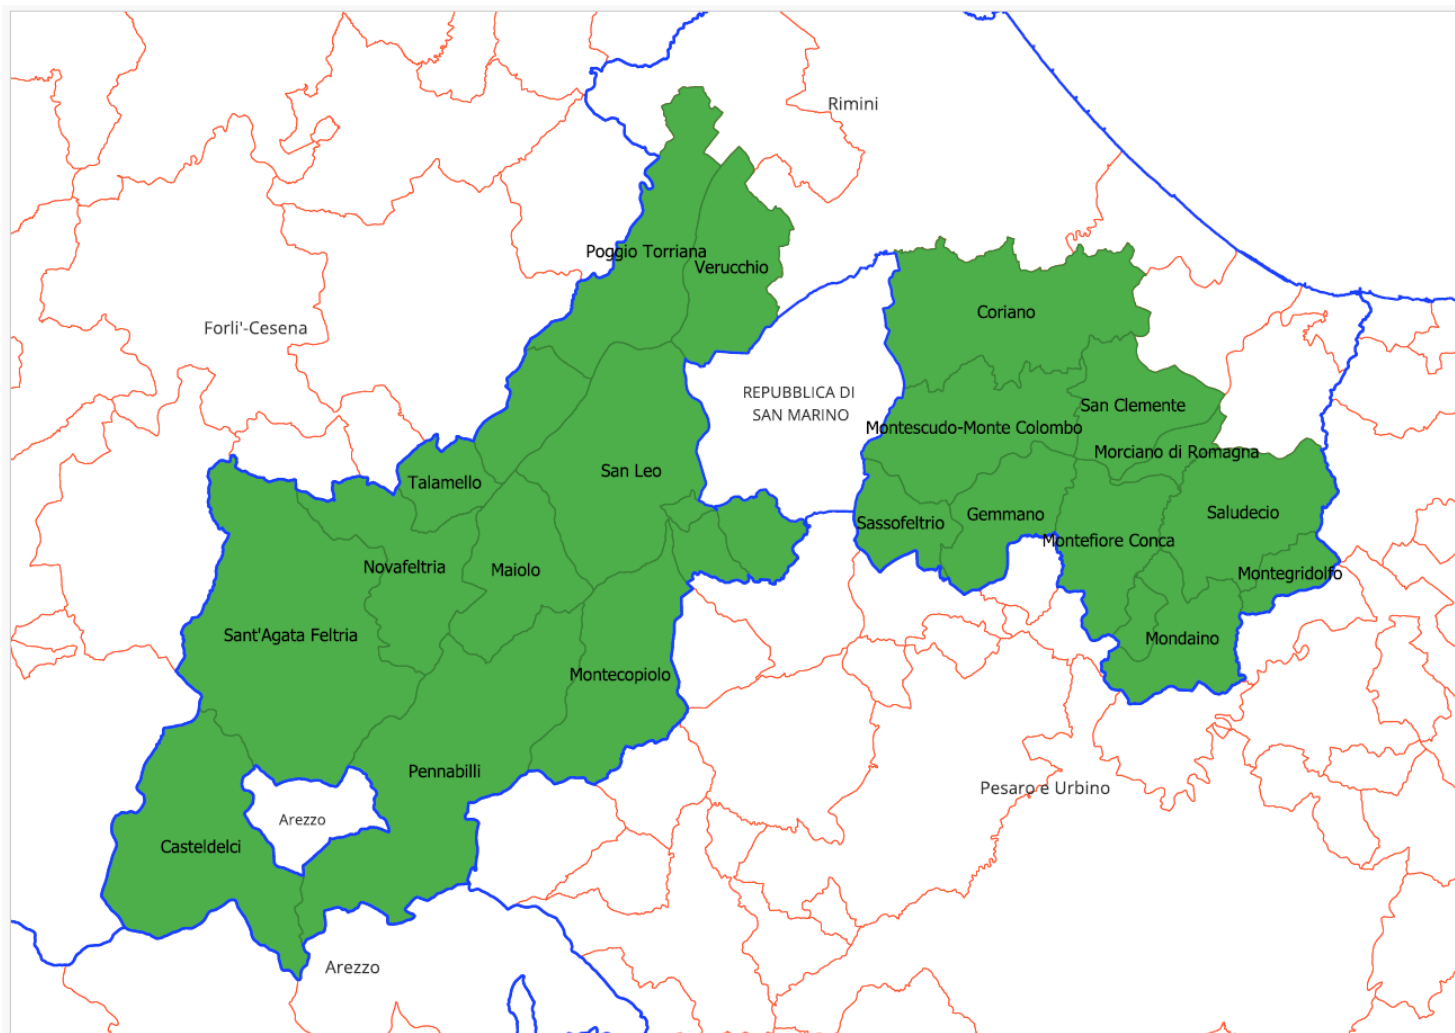 Rimini
Poggio Torriana
Verucchio
Coriano
Forli'-Cesena
REPUBBLICA DI
SAN MARINO
San Clemente
Montescudo-Monte Colombo
Morciano di Romagna
San Leo
Talamello
Saludecio
Gemmano
Sassofeltrio
Montefiore Conca
Novafeltria
Maiolo
Montegridolfo
Sant'Agata Feltria
Mondaino
Montecopiolo
Pennabilli
Pesaro e Urbino
Arezzo
Casteldelci
Arezzo